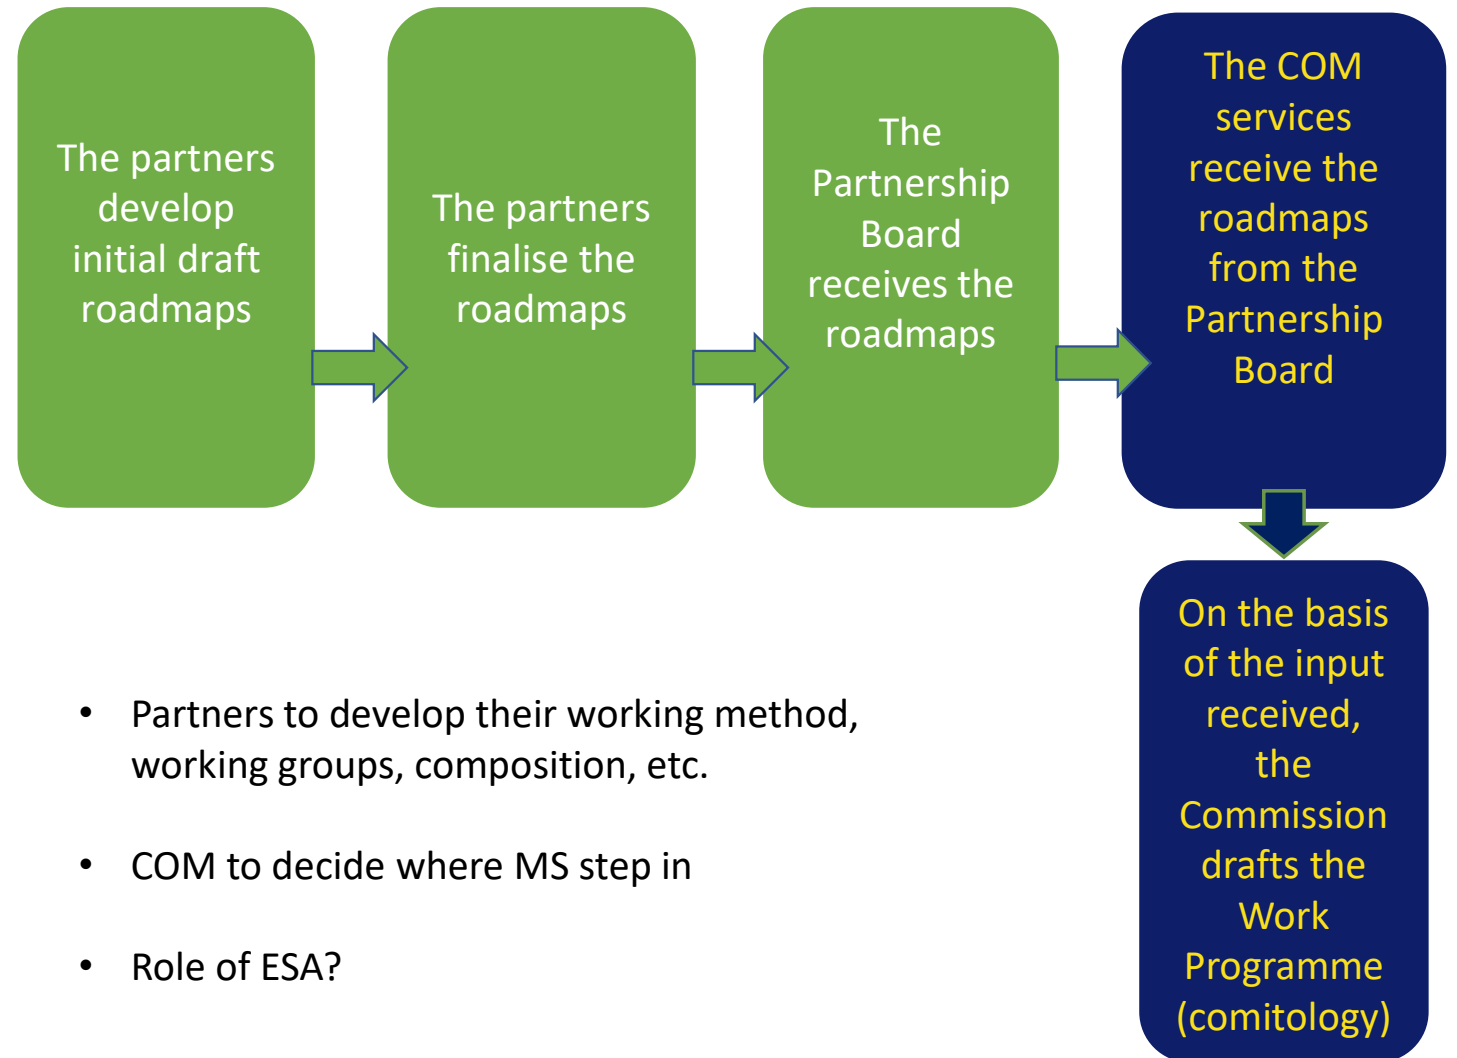 The partners
develop
initial draft
roadmaps
The partners
finalise the
roadmaps
The
Partnership
Board
receives the
roadmaps
The COM
services
receive the
roadmaps
from the
Partnership
Board
On the basis
of the input
received,
the
Commission
drafts the
Work
Programme
(comitology)
• Partners to develop their working method,
working groups, composition, etc.
• COM to decide where MS step in
• Role of ESA?